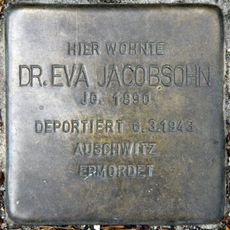 HIER WOHNTE
DR. EVA JACOBSOHN
JG. 1890
DEPORTIERT 6.3.1943
AUSCHWITZ
ERMORDET